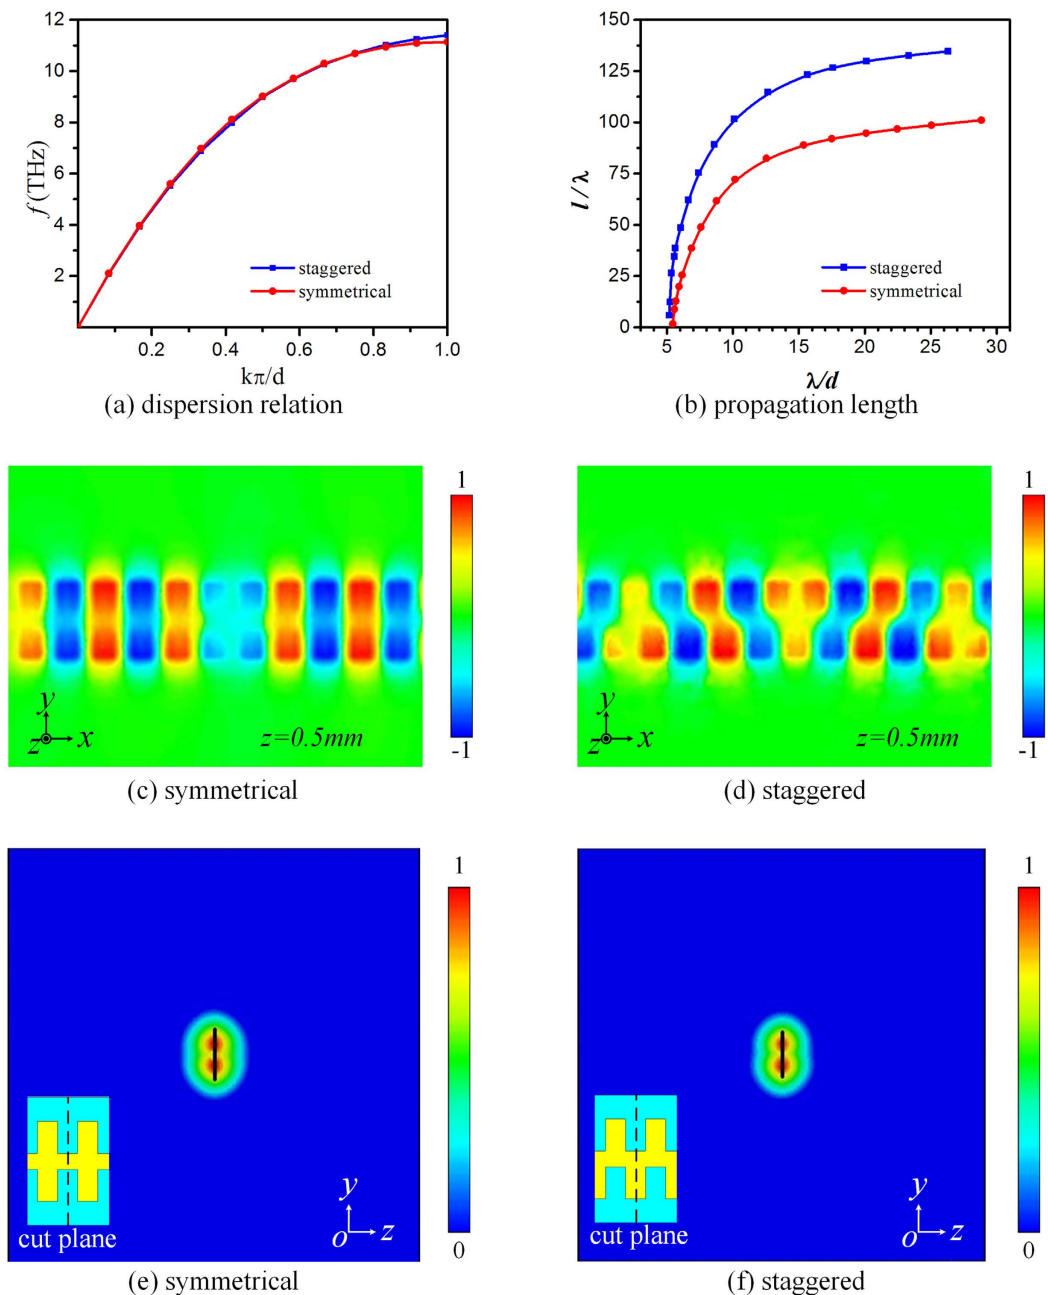 12
10
8
6
4
2
f (THz)
staggered
symmetrical
0.2 0.4 0.6 0.8 1.0
kπ/d
(a) dispersion relation
150
125
100
75
50
25
0
l/λ
staggered
symmetrical
5 10 15 20 25 30
λ/d
(b) propagation length
1
y
z x
z=0.5mm
-1
(c) symmetrical
1
y
z x
z=0.5mm
-1
(d) staggered
1
cut plane
y
o z
0
(e) symmetrical
1
cut plane
y
o z
0
(f) staggered